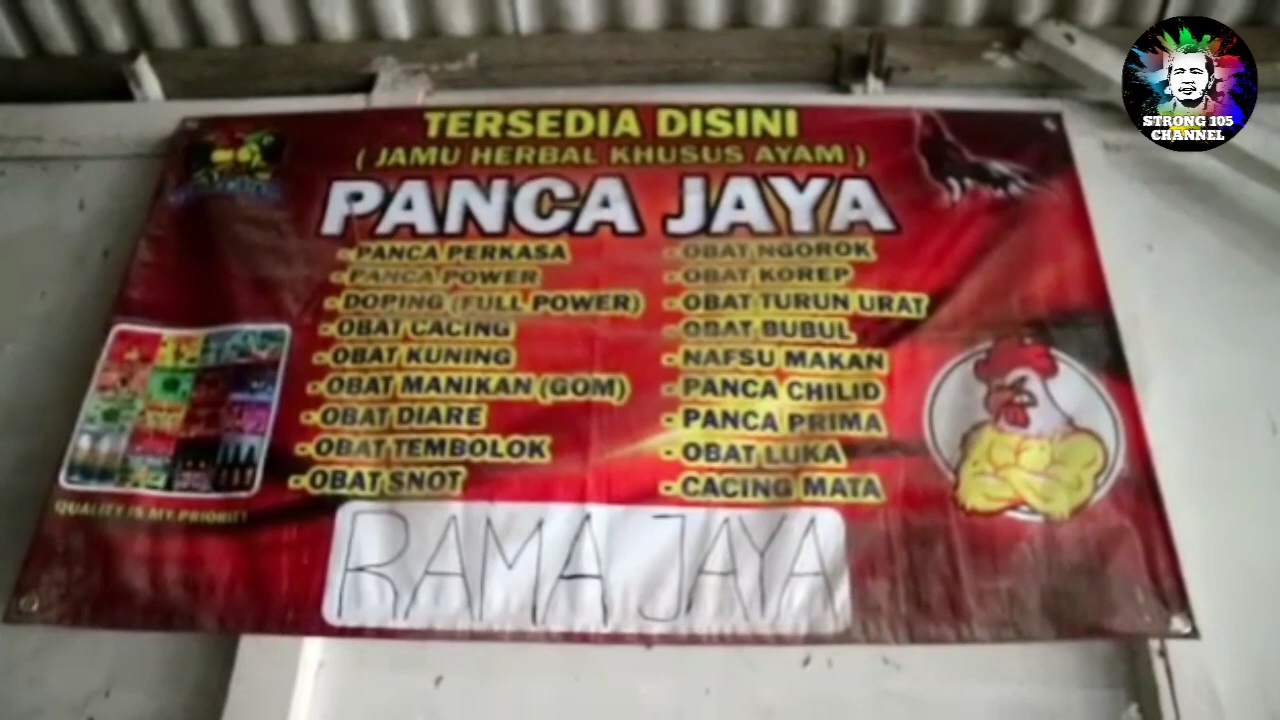 TERSEDIA DISINI
( JAMU HERBAL KHUSUS AYAM )
PANCA JAYA
- PANCA PERKASA
- PANCA POWER
- DOPING (FULL POWER)
- OBAT CACING
- OBAT KUNING
- OBAT MANIKAN (GOM)
- OBAT DIARE
- OBAT TEMBOLOK
- OBAT SNOT
- OBAT NGOROK
- OBAT KOREP
- OBAT TURUN URAT
- OBAT BUBUL
- NAFSU MAKAN
- PANCA CHILID
- PANCA PRIMA
- OBAT LUKA
- CACING MATA
QUALITY IS MY PRIORITY
RAMA JAYA
STRONG 105
CHANNEL